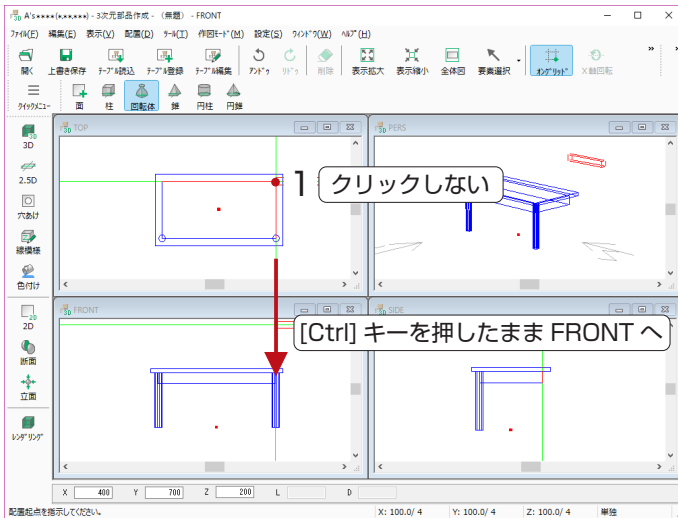 A's****(*.**,**) - 3次元部品作成 - （無題） - FRONT
ﾌｧｲﾙ(F) 編集(E) 表示(V) 配置(D) ﾂｰﾙ(T) 作図ﾓｰﾄﾞ(M) 設定(S) ｳｨﾝﾄﾞｳ(W) ﾍﾙﾌﾟ(H)
開く 上書き保存 ﾃｰﾌﾞﾙ読込 ﾃｰﾌﾞﾙ登録 ﾃｰﾌﾞﾙ編集 ｱﾝﾄﾞｩ ﾘﾄﾞｩ 削除 表示拡大 表示縮小 全体図 要素選択 ｵﾝｸﾞﾘｯﾄﾞ X軸回転
ｸｲｯｸﾒﾆｭｰ 面 柱 回転体 錐 円柱 円錐
3D
2.5D
穴あけ
線模様
色付け
2D
断面
立面
ﾚﾝﾀﾞﾘﾝｸﾞ
TOP
PERS
1 クリックしない
FRONT
SIDE
[Ctrl] キーを押したまま FRONT へ
X 400 Y 700 Z 200 L D
配置起点を指示してください。 X: 100.0/ 4 Y: 100.0/ 4 Z: 100.0/ 4 単独